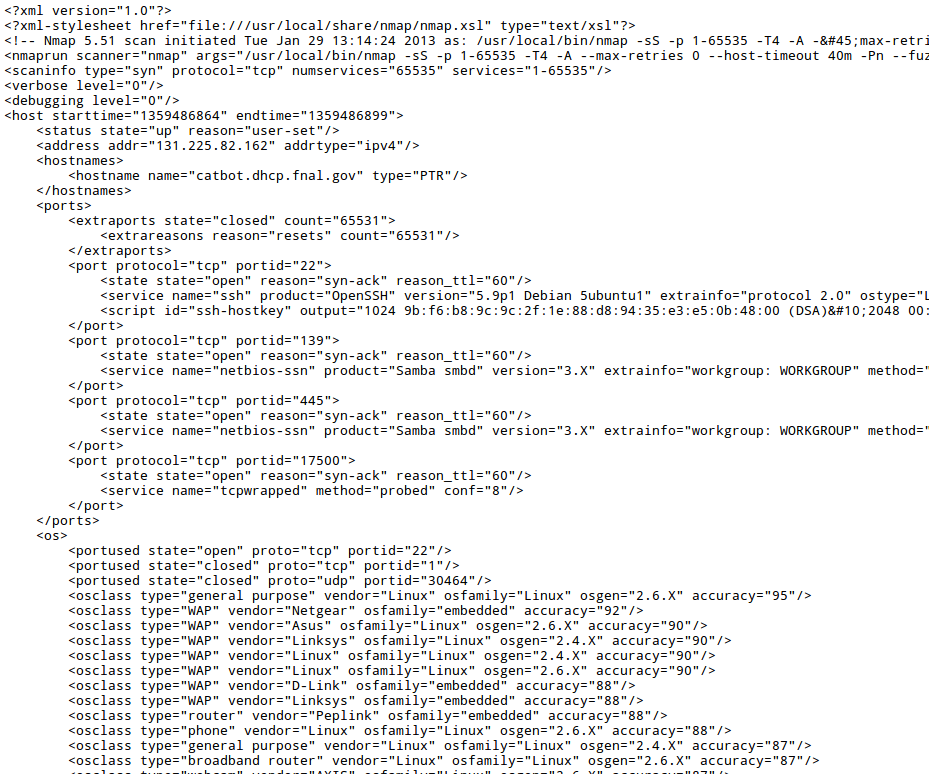 <?xml version="1.0"?>
<?xml-stylesheet href="file:///usr/local/share/nmap/nmap.xsl" type="text/xsl"?>
<!-- Nmap 5.51 scan initiated Tue Jan 29 13:14:24 2013 as: /usr/local/bin/nmap -sS -p 1-65535 -T4 -A -&#45;max-retri
<nmaprun scanner="nmap" args="/usr/local/bin/nmap -sS -p 1-65535 -T4 -A --max-retries 0 --host-timeout 40m -Pn --fuz
<scaninfo type="syn" protocol="tcp" numservices="65535" services="1-65535"/>
<verbose level="0"/>
<debugging level="0"/>
<host starttime="1359486864" endtime="1359486899">
    <status state="up" reason="user-set"/>
    <address addr="131.225.82.162" addrtype="ipv4"/>
    <hostnames>
        <hostname name="catbot.dhcp.fnal.gov" type="PTR"/>
    </hostnames>
    <ports>
        <extraports state="closed" count="65531">
            <extrareasons reason="resets" count="65531"/>
        </extraports>
        <port protocol="tcp" portid="22">
            <state state="open" reason="syn-ack" reason_ttl="60"/>
            <service name="ssh" product="OpenSSH" version="5.9p1 Debian 5ubuntu1" extrainfo="protocol 2.0" ostype="L
            <script id="ssh-hostkey" output="1024 9b:f6:b8:9c:9c:2f:1e:88:d8:94:35:e3:e5:0b:48:00 (DSA)&#10;2048 00:
        </port>
        <port protocol="tcp" portid="139">
            <state state="open" reason="syn-ack" reason_ttl="60"/>
            <service name="netbios-ssn" product="Samba smbd" version="3.X" extrainfo="workgroup: WORKGROUP" method="
        </port>
        <port protocol="tcp" portid="445">
            <state state="open" reason="syn-ack" reason_ttl="60"/>
            <service name="netbios-ssn" product="Samba smbd" version="3.X" extrainfo="workgroup: WORKGROUP" method="
        </port>
        <port protocol="tcp" portid="17500">
            <state state="open" reason="syn-ack" reason_ttl="60"/>
            <service name="tcpwrapped" method="probed" conf="8"/>
        </port>
    </ports>
    <os>
        <portused state="open" proto="tcp" portid="22"/>
        <portused state="closed" proto="tcp" portid="1"/>
        <portused state="closed" proto="udp" portid="30464"/>
        <osclass type="general purpose" vendor="Linux" osfamily="Linux" osgen="2.6.X" accuracy="95"/>
        <osclass type="WAP" vendor="Netgear" osfamily="embedded" accuracy="92"/>
        <osclass type="WAP" vendor="Asus" osfamily="Linux" osgen="2.6.X" accuracy="90"/>
        <osclass type="WAP" vendor="Linksys" osfamily="Linux" osgen="2.4.X" accuracy="90"/>
        <osclass type="WAP" vendor="Linux" osfamily="Linux" osgen="2.4.X" accuracy="90"/>
        <osclass type="WAP" vendor="Linux" osfamily="Linux" osgen="2.6.X" accuracy="90"/>
        <osclass type="WAP" vendor="D-Link" osfamily="embedded" accuracy="88"/>
        <osclass type="WAP" vendor="Linksys" osfamily="embedded" accuracy="88"/>
        <osclass type="router" vendor="Peplink" osfamily="embedded" accuracy="88"/>
        <osclass type="phone" vendor="Linux" osfamily="Linux" osgen="2.6.X" accuracy="88"/>
        <osclass type="general purpose" vendor="Linux" osfamily="Linux" osgen="2.4.X" accuracy="87"/>
        <osclass type="broadband router" vendor="Linux" osfamily="Linux" osgen="2.6.X" accuracy="87"/>